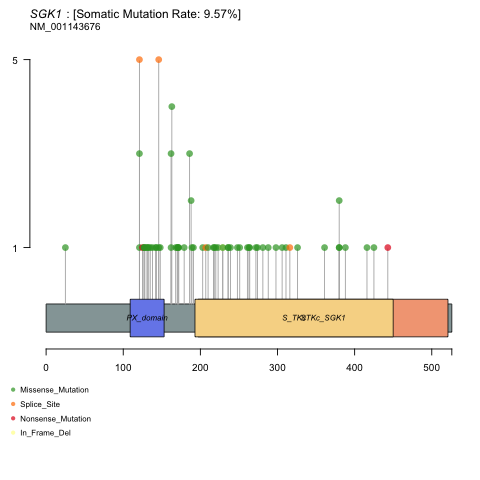 SGK1 : [Somatic Mutation Rate: 9.57%]
NM_001143676
5
1
PX_domain
S_TKc
STKc_SGK1
0 100 200 300 400 500
Missense_Mutation
Splice_Site
Nonsense_Mutation
In_Frame_Del